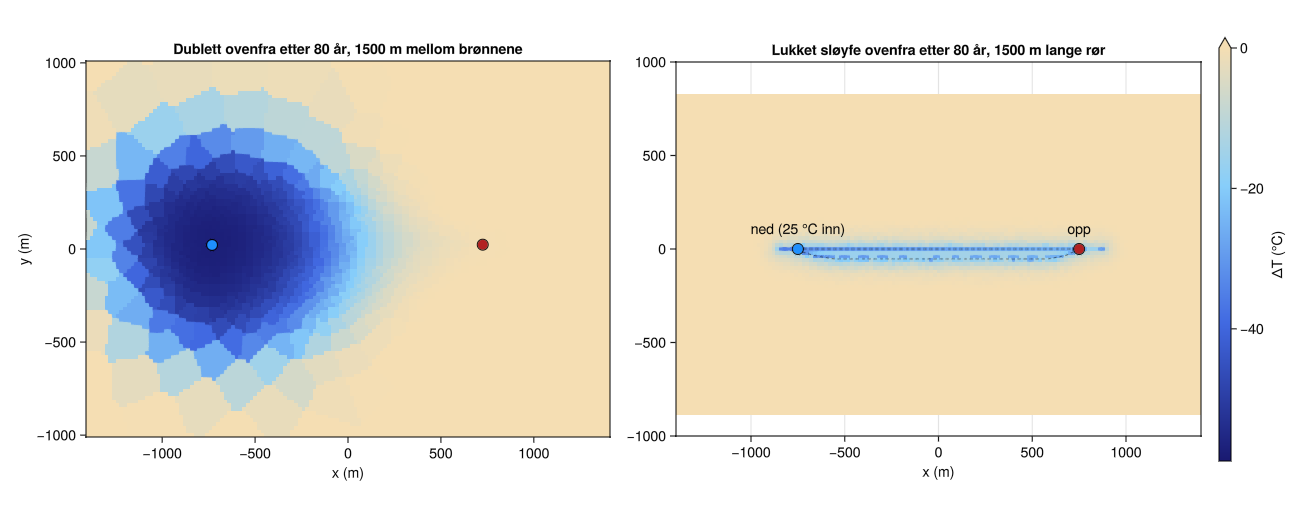 Dublett ovenfra etter 80 år, 1500 m mellom brønnene
1000
500
0
−500
−1000
y (m)
−1000
−500
0
500
1000
x (m)
Lukket sløyfe ovenfra etter 80 år, 1500 m lange rør
1000
500
0
−500
−1000
ned (25 °C inn)
opp
−1000
−500
0
500
1000
x (m)
0
−20
−40
ΔT (°C)